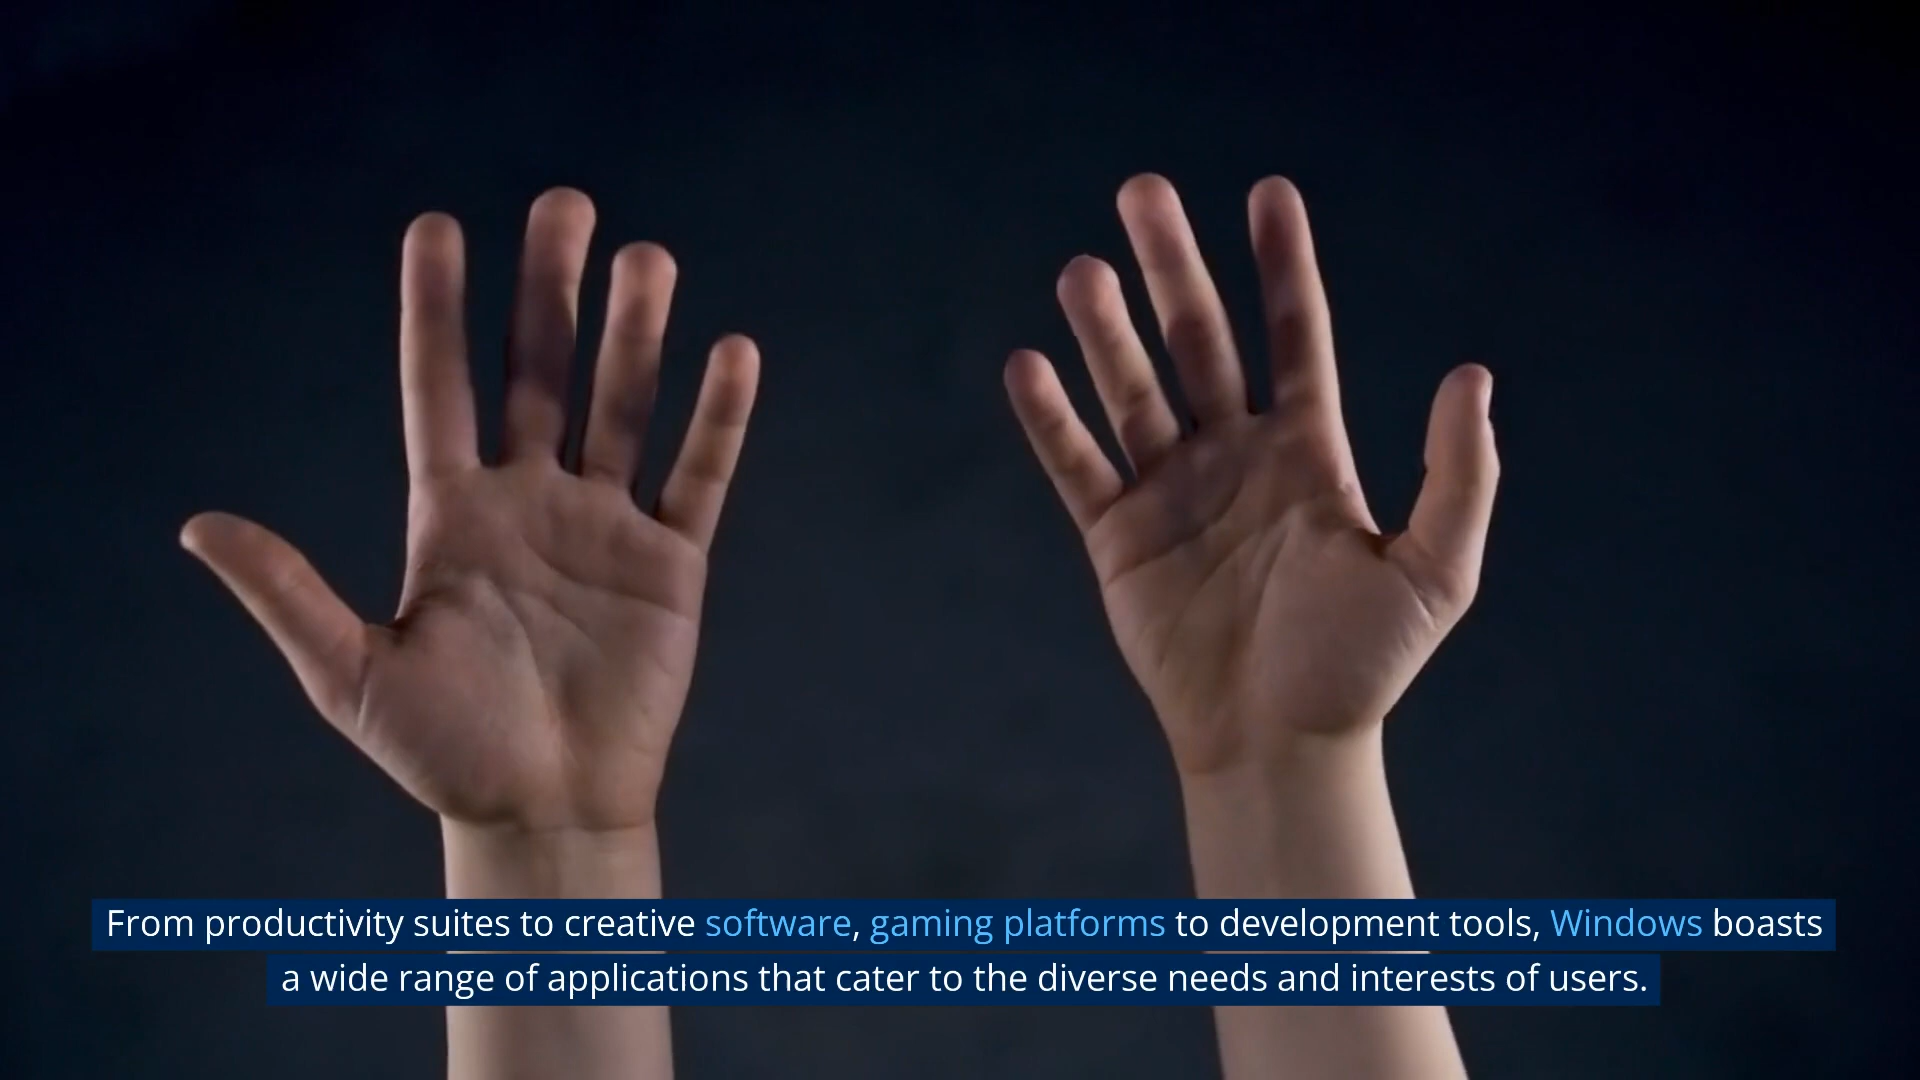 From productivity suites to creative software, gaming platforms to development tools, Windows boasts
a wide range of applications that cater to the diverse needs and interests of users.